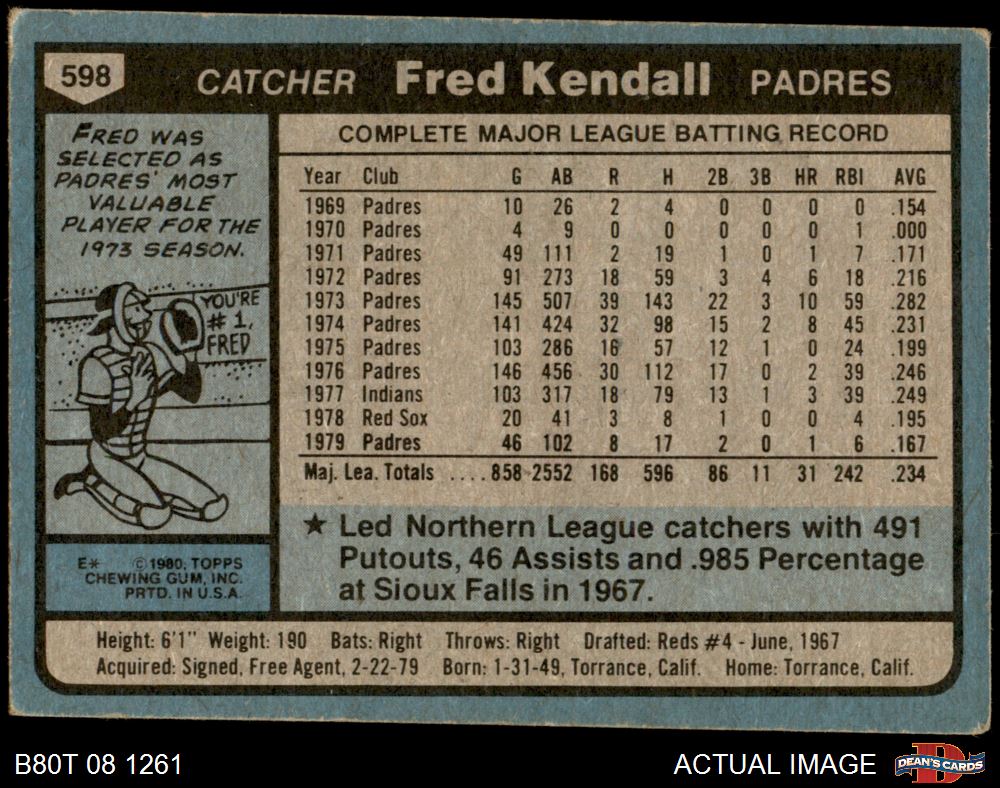 598 CATCHER Fred Kendall PADRES
FRED WAS
SELECTED AS
PADRES' MOST
VALUABLE
PLAYER FOR THE
1973 SEASON.
YOU'RE
# 1,
FRED
E* © 1980, TOPPS
CHEWING GUM, INC.
PRTD. IN U.S.A.
COMPLETE MAJOR LEAGUE BATTING RECORD
Year Club G AB R H 2B 3B HR RBI AVG
1969 Padres 10 26 2 4 0 0 0 0 .154
1970 Padres 4 9 0 0 0 0 0 1 .000
1971 Padres 49 111 2 19 1 0 1 7 .171
1972 Padres 91 273 18 59 3 4 6 18 .216
1973 Padres 145 507 39 143 22 3 10 59 .282
1974 Padres 141 424 32 98 15 2 8 45 .231
1975 Padres 103 286 16 57 12 1 0 24 .199
1976 Padres 146 456 30 112 17 0 2 39 .246
1977 Indians 103 317 18 79 13 1 3 39 .249
1978 Red Sox 20 41 3 8 1 0 0 4 .195
1979 Padres 46 102 8 17 2 0 1 6 .167
Maj. Lea. Totals ....858 2552 168 596 86 11 31 242 .234
★ Led Northern League catchers with 491
Putouts, 46 Assists and .985 Percentage
at Sioux Falls in 1967.
Height: 6'1" Weight: 190 Bats: Right Throws: Right Drafted: Reds #4 - June, 1967
Acquired: Signed, Free Agent, 2-22-79 Born: 1-31-49, Torrance, Calif. Home: Torrance, Calif.
B80T 08 1261 ACTUAL IMAGE D DEAN'S CARDS